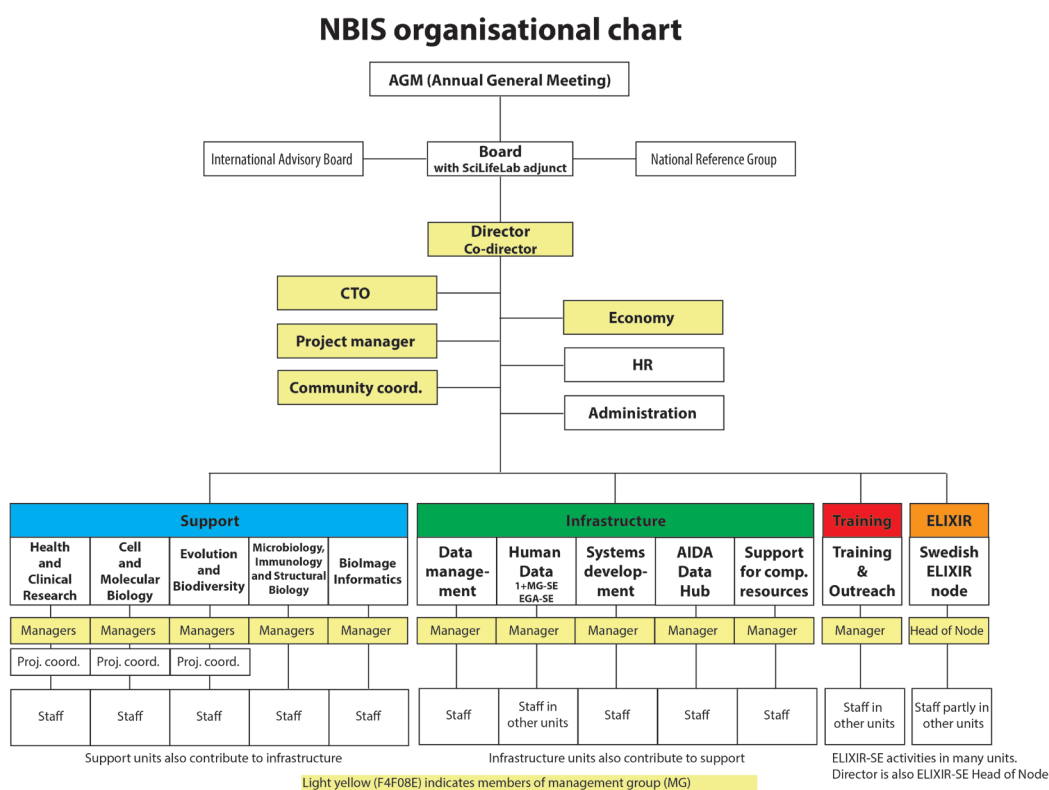 NBIS organisational chart
AGM (Annual General Meeting)
International Advisory Board
Board
with SciLifeLab adjunct
National Reference Group
Director
Co-director
CTO
Economy
Project manager
HR
Community coord.
Administration
Support
Health
and
Clinical
Research
Cell
and
Molecular
Biology
Evolution
and
Biodiversity
Microbiology,
Immunology
and Structural
Biology
BioImage
Informatics
Managers
Managers
Managers
Managers
Manager
Proj. coord.
Proj. coord.
Proj. coord.
Staff
Staff
Staff
Staff
Staff
Support units also contribute to infrastructure
Infrastructure
Data
manage-
ment
Human
Data
1+MG-SE
EGA-SE
Systems
develop-
ment
AIDA
Data
Hub
Support
for comp.
resources
Manager
Manager
Manager
Manager
Manager
Staff
Staff in
other units
Staff
Staff
Staff
Infrastructure units also contribute to support
Training
Training
&
Outreach
Manager
Staff in
other units
ELIXIR
Swedish
ELIXIR
node
Head of Node
Staff partly in
other units
ELIXIR-SE activities in many units.
Director is also ELIXIR-SE Head of Node
Light yellow (F4F08E) indicates members of management group (MG)